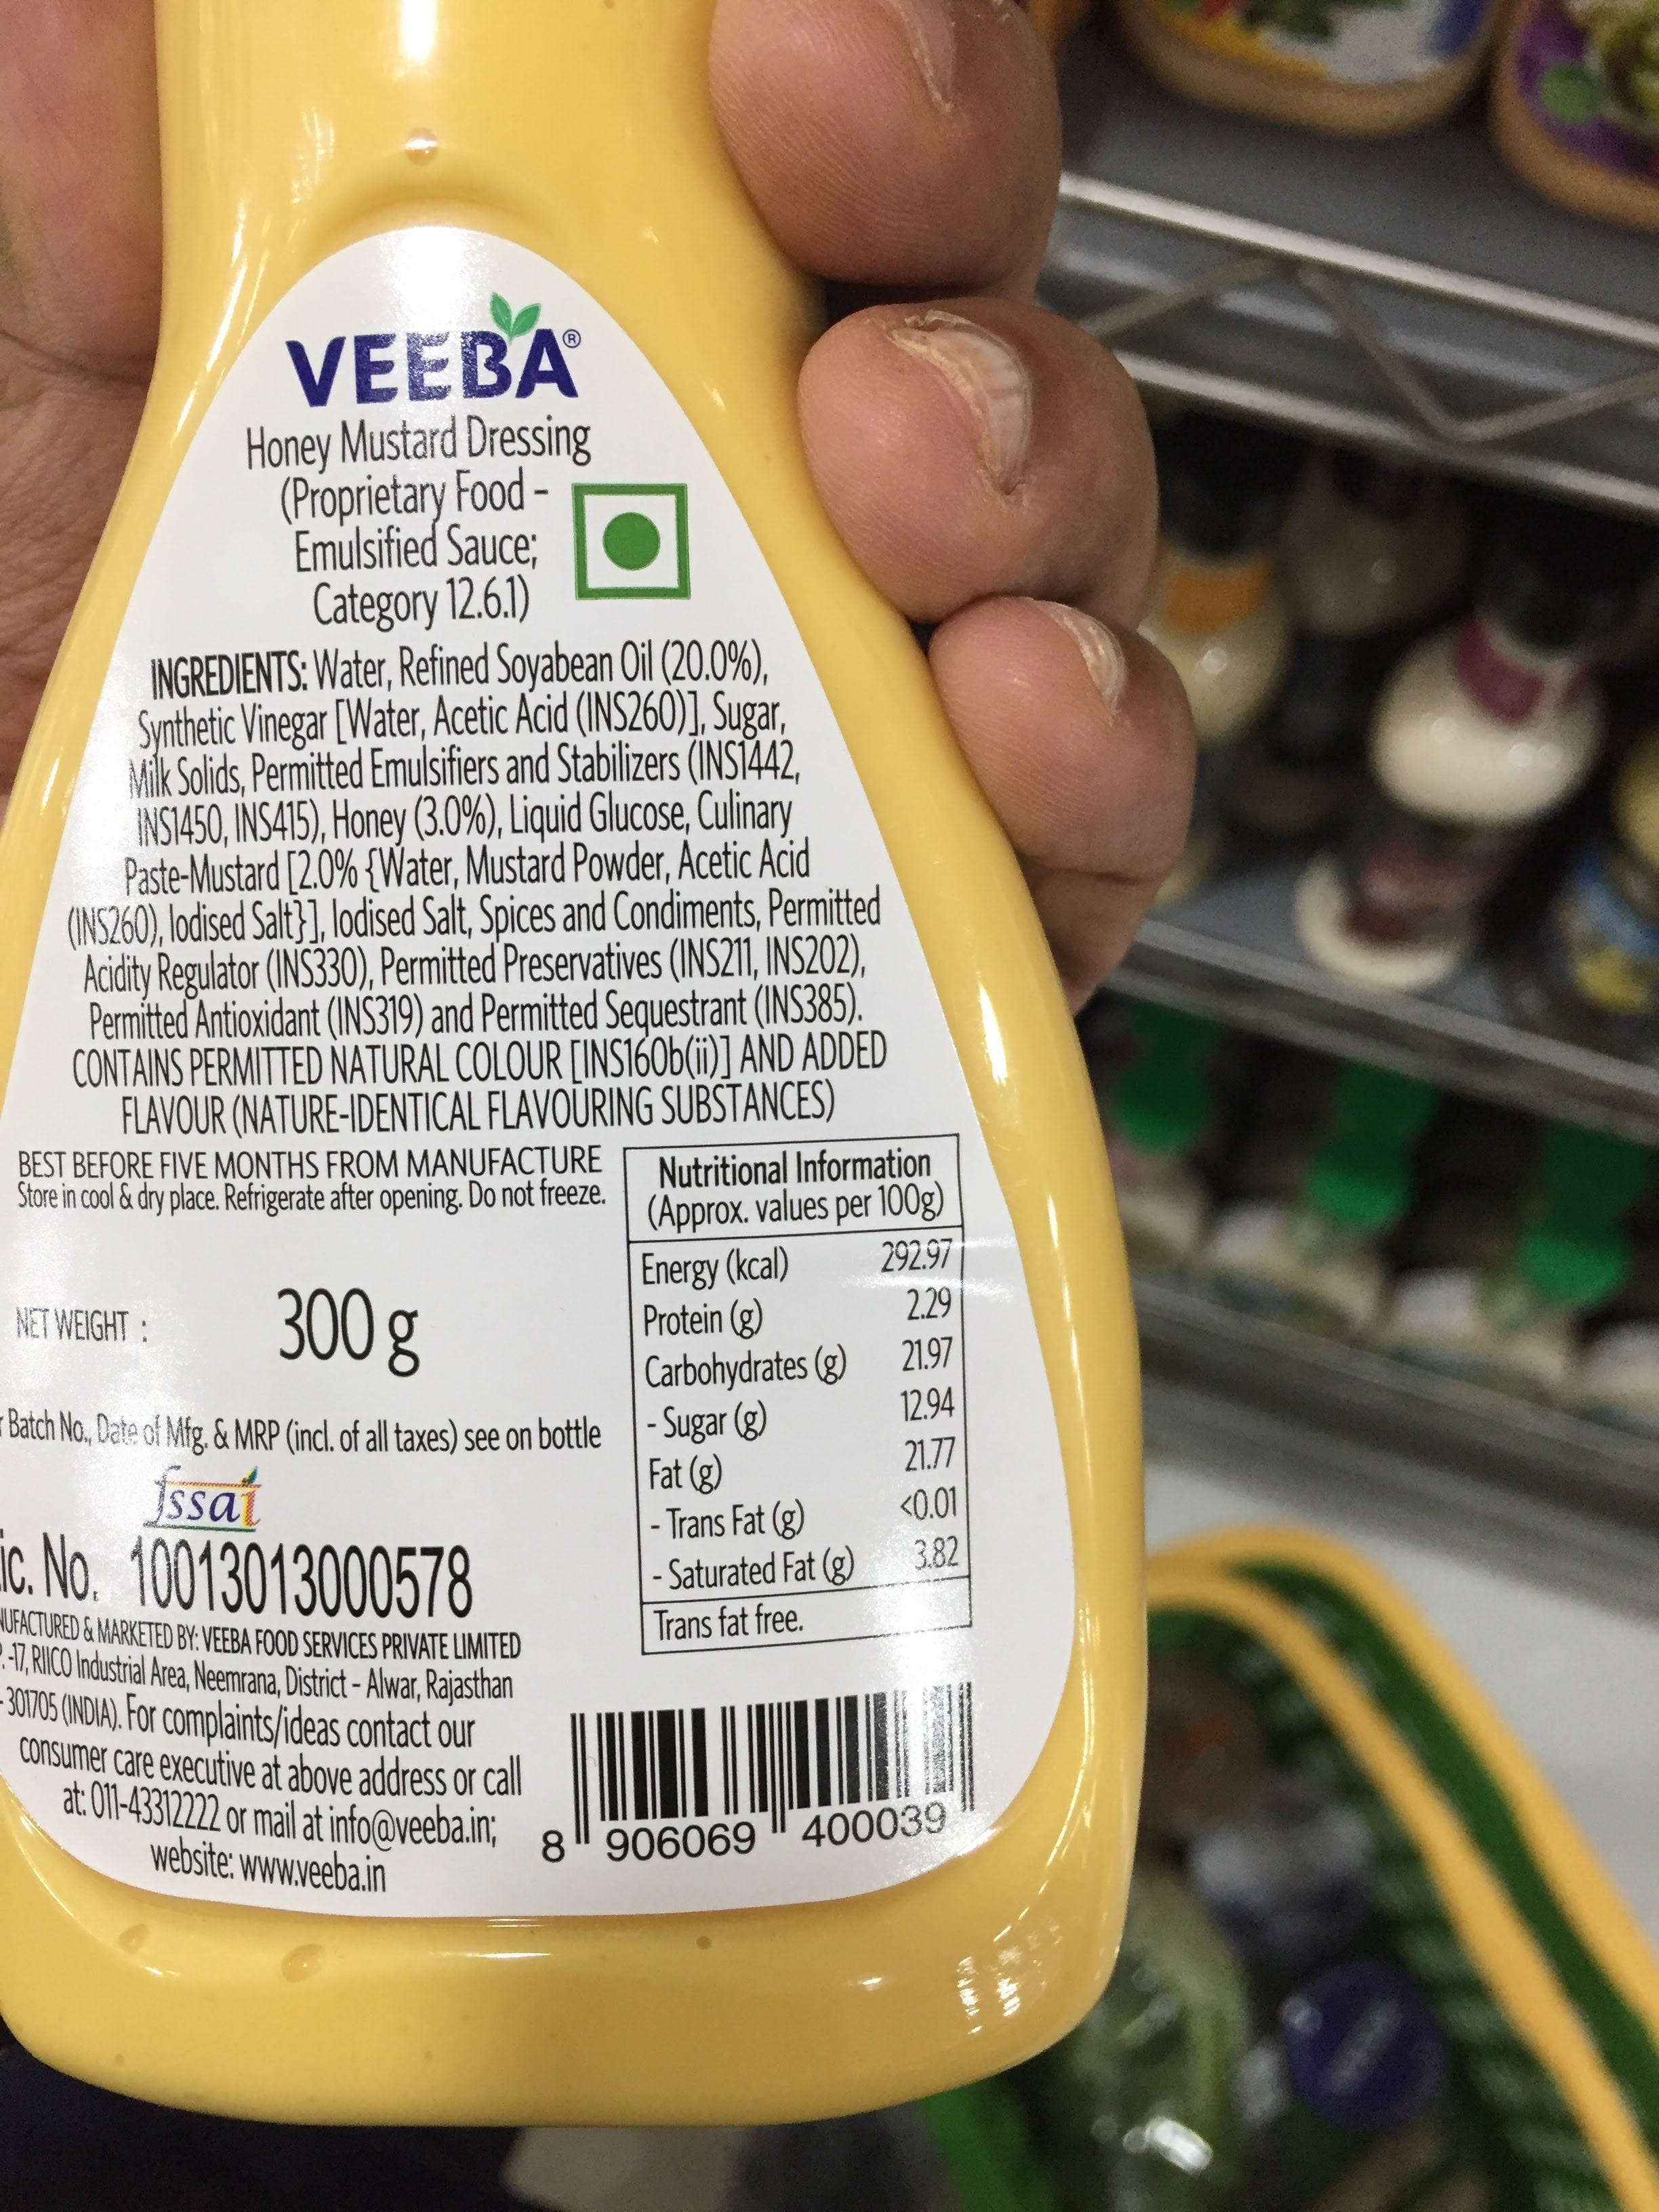 VEEBA®
Honey Mustard Dressing
(Proprietary Food -
Emulsified Sauce;
Category 12.6.1)
INGREDIENTS: Water, Refined Soyabean Oil (20.0%),
Synthetic Vinegar [Water, Acetic Acid (INS260)], Sugar,
Milk Solids, Permitted Emulsifiers and Stabilizers (INS1442,
INS1450, INS415), Honey (3.0%), Liquid Glucose, Culinary
Paste-Mustard [2.0% {Water, Mustard Powder, Acetic Acid
(INS260), Iodised Salt}], Iodised Salt, Spices and Condiments, Permitted
Acidity Regulator (INS330), Permitted Preservatives (INS211, INS202),
Permitted Antioxidant (INS319) and Permitted Sequestrant (INS385).
CONTAINS PERMITTED NATURAL COLOUR [INS160b(ii)] AND ADDED
FLAVOUR (NATURE-IDENTICAL FLAVOURING SUBSTANCES)
BEST BEFORE FIVE MONTHS FROM MANUFACTURE
Store in cool & dry place. Refrigerate after opening. Do not freeze.
NET WEIGHT : 300 g
Batch No., Date of Mfg. & MRP (incl. of all taxes) see on bottle
fssai
ic. No. 10013013000578
NUFACTURED & MARKETED BY: VEEBA FOOD SERVICES PRIVATE LIMITED
-17, RIICO Industrial Area, Neemrana, District - Alwar, Rajasthan
- 301705 (INDIA). For complaints/ideas contact our
consumer care executive at above address or call
at: 011-43312222 or mail at info@veeba.in;
website: www.veeba.in
Nutritional Information
(Approx. values per 100g)
Energy (kcal) 292.97
Protein (g) 2.29
Carbohydrates (g) 21.97
- Sugar (g) 12.94
Fat (g) 21.77
- Trans Fat (g) <0.01
- Saturated Fat (g) 3.82
Trans fat free.
8 906069 400039